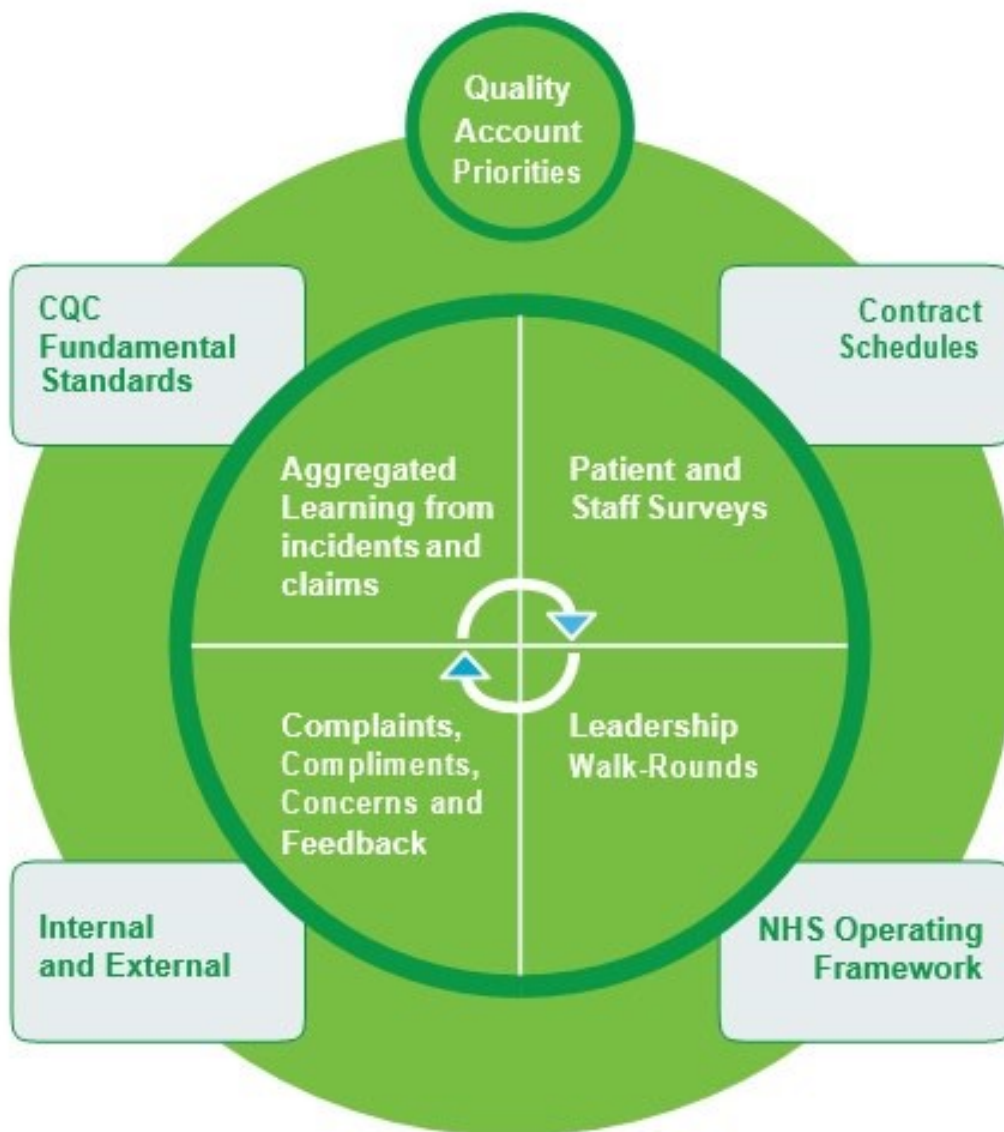 Quality
Account
Priorities
CQC
Fundamental
Standards
Contract
Schedules
Aggregated
Learning from
incidents and
claims
Patient and
Staff Surveys
Complaints,
Compliments,
Concerns and
Feedback
Leadership
Walk-Rounds
Internal
and External
NHS Operating
Framework